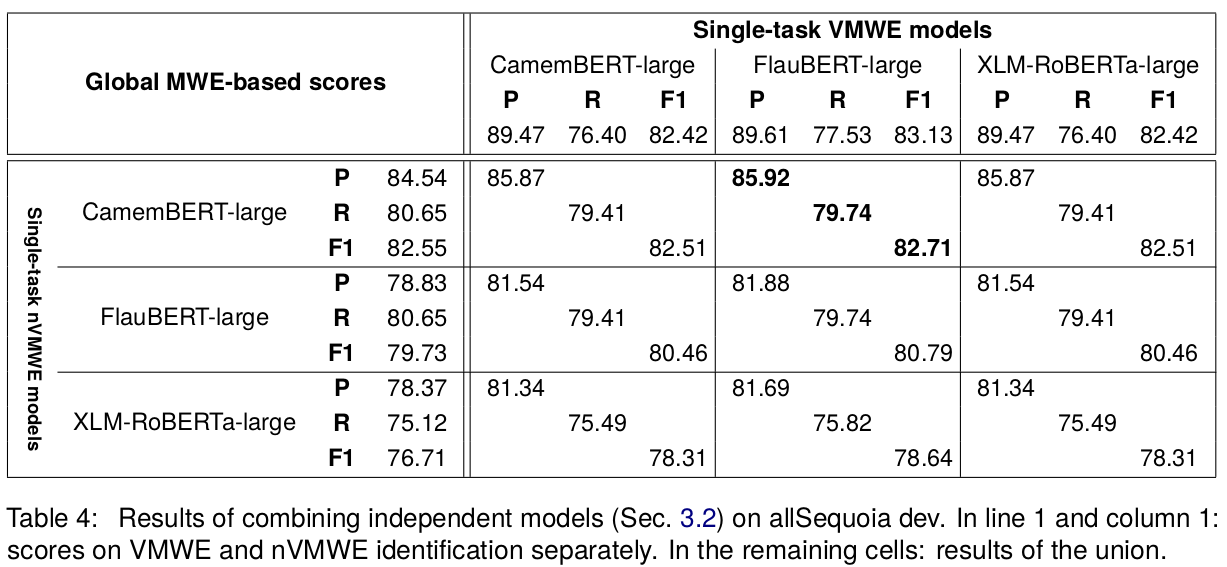 Single-task VMWE models
Global MWE-based scores
CamemBERT-large FlauBERT-large XLM-RoBERTa-large
P R F1 P R F1 P R F1
89.47 76.40 82.42 89.61 77.53 83.13 89.47 76.40 82.42
Single-task nVMWE models
P 84.54 85.87 85.92 85.87
CamemBERT-large R 80.65 79.41 79.74 79.41
F1 82.55 82.51 82.71 82.51
P 78.83 81.54 81.88 81.54
FlauBERT-large R 80.65 79.41 79.74 79.41
F1 79.73 80.46 80.79 80.46
P 78.37 81.34 81.69 81.34
XLM-RoBERTa-large R 75.12 75.49 75.82 75.49
F1 76.71 78.31 78.64 78.31
Table 4: Results of combining independent models (Sec. 3.2) on allSequoia dev. In line 1 and column 1:
scores on VMWE and nVMWE identification separately. In the remaining cells: results of the union.